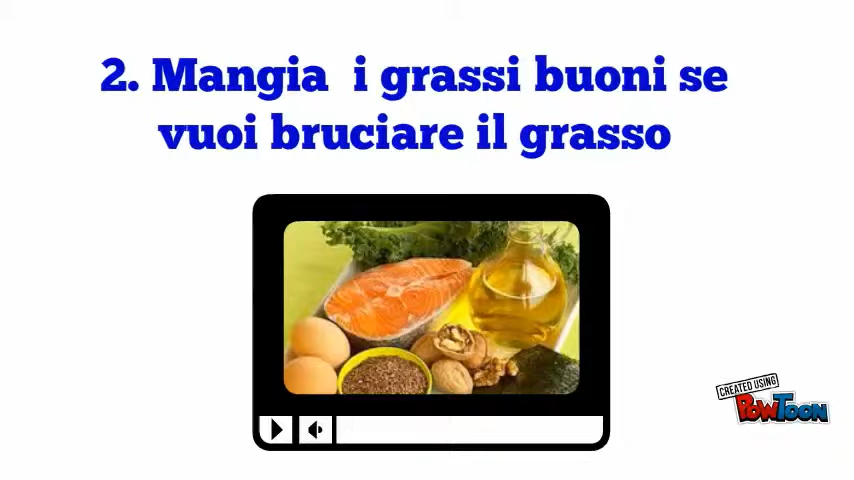 2. Mangia i grassi buoni se
vuoi bruciare il grasso
CREATED USING
POWTOON